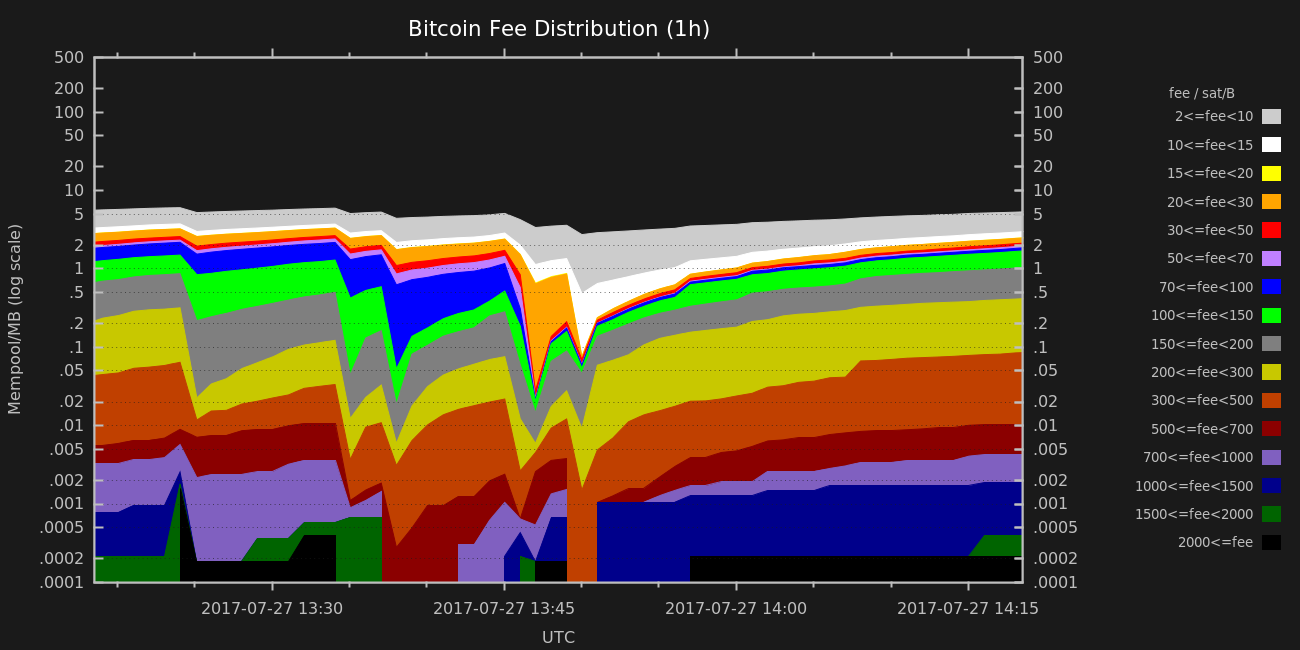 Bitcoin Fee Distribution (1h)
Mempool/MB (log scale)
500
200
100
50
20
10
5
2
1
.5
.2
.1
.05
.02
.01
.005
.002
.001
.0005
.0002
.0001
500
200
100
50
20
10
5
2
1
.5
.2
.1
.05
.02
.01
.005
.002
.001
.0005
.0002
.0001
2017-07-27 13:30
2017-07-27 13:45
2017-07-27 14:00
2017-07-27 14:15
UTC
fee / sat/B
2<=fee<10
10<=fee<15
15<=fee<20
20<=fee<30
30<=fee<50
50<=fee<70
70<=fee<100
100<=fee<150
150<=fee<200
200<=fee<300
300<=fee<500
500<=fee<700
700<=fee<1000
1000<=fee<1500
1500<=fee<2000
2000<=fee